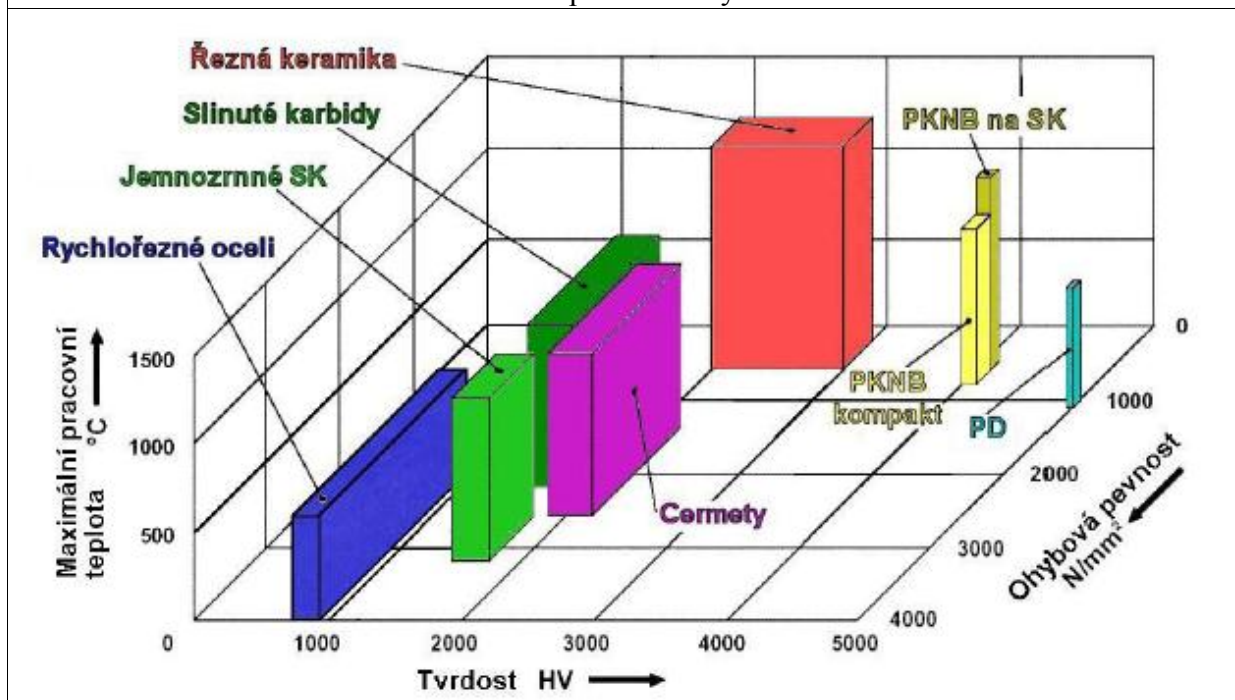 Řezná keramika
Slinuté karbidy
Jemnozrnné SK
Rychlořezné oceli
PKNB na SK
PKNB
kompakt
PD
Cermety
Maximální pracovní
teplota °C
1500
1000
500
0
1000
2000
3000
4000
5000
Tvrdost HV
0
1000
2000
3000
4000
Ohybová pevnost